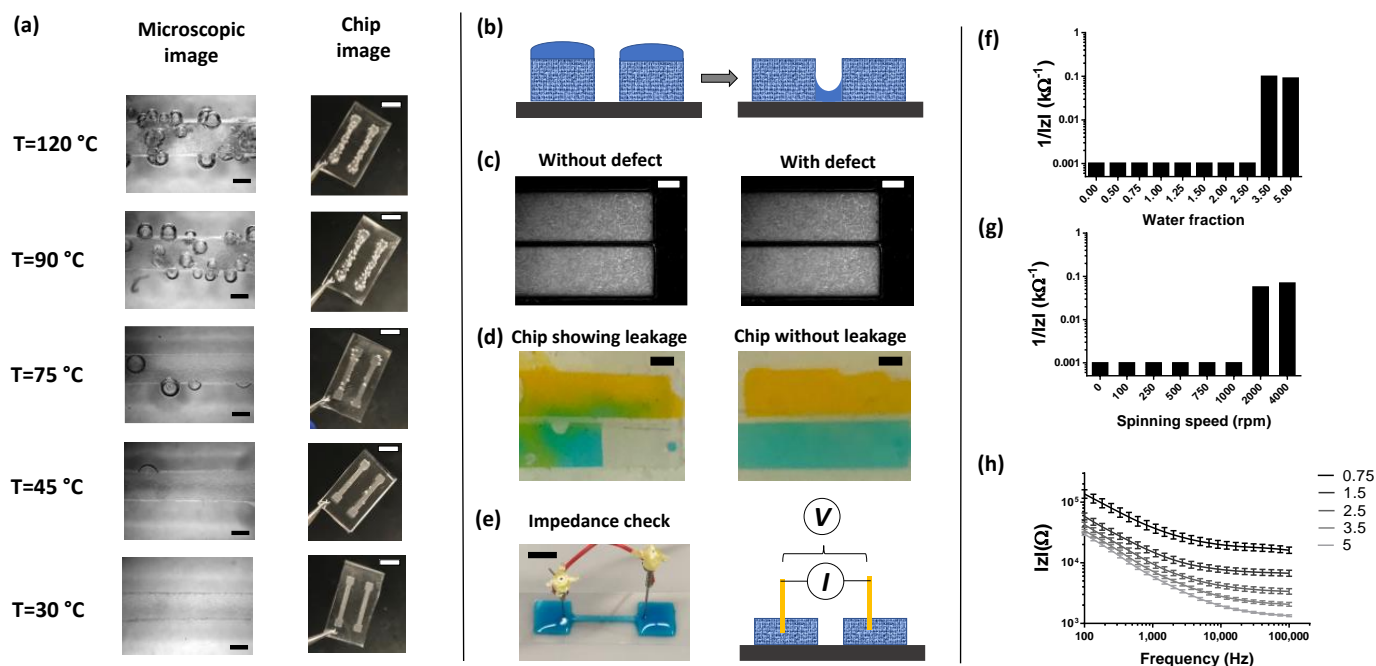 (a)
Microscopic
image
Chip
image
T=120 °C
T=90 °C
T=75 °C
T=45 °C
T=30 °C
(b)
(c)
Without defect
With defect
(d)
Chip showing leakage
Chip without leakage
(e)
Impedance check
V
I
(f)
1/IzI (kΩ⁻¹)
1
0.1
0.01
0.001
0.00
0.50
0.75
1.00
1.25
1.50
2.00
2.50
3.50
5.00
Water fraction
(g)
1/IzI (kΩ⁻¹)
1
0.1
0.01
0.001
0
100
250
500
750
1000
2000
4000
Spinning speed (rpm)
(h)
IzI(Ω)
10⁵
10⁴
10³
100
1,000
10,000
100,000
Frequency (Hz)
0.75
1.5
2.5
3.5
5